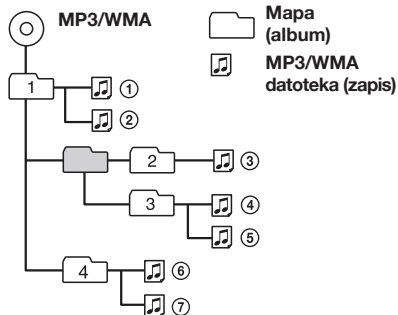 MP3/WMA
Mapa
(album)
MP3/WMA
datoteka (zapis)
1
①
②
2
③
3
④
⑤
4
⑥
⑦